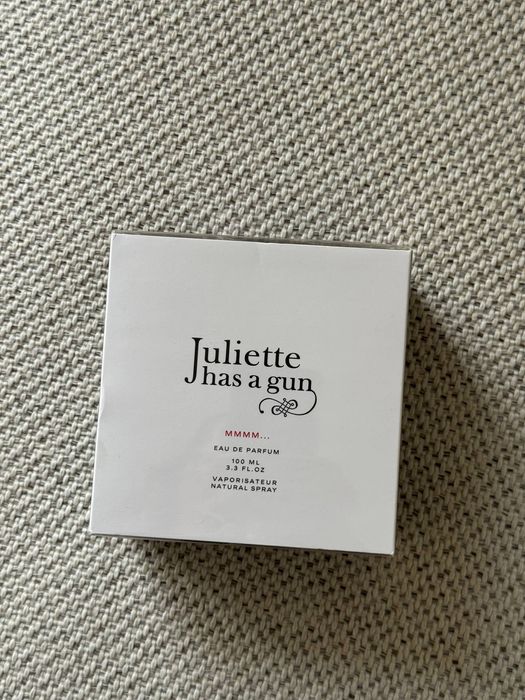 Juliette
has a gun
MMMM...
EAU DE PARFUM
100 ML
3.3 FL.OZ
VAPORISATEUR
NATURAL SPRAY